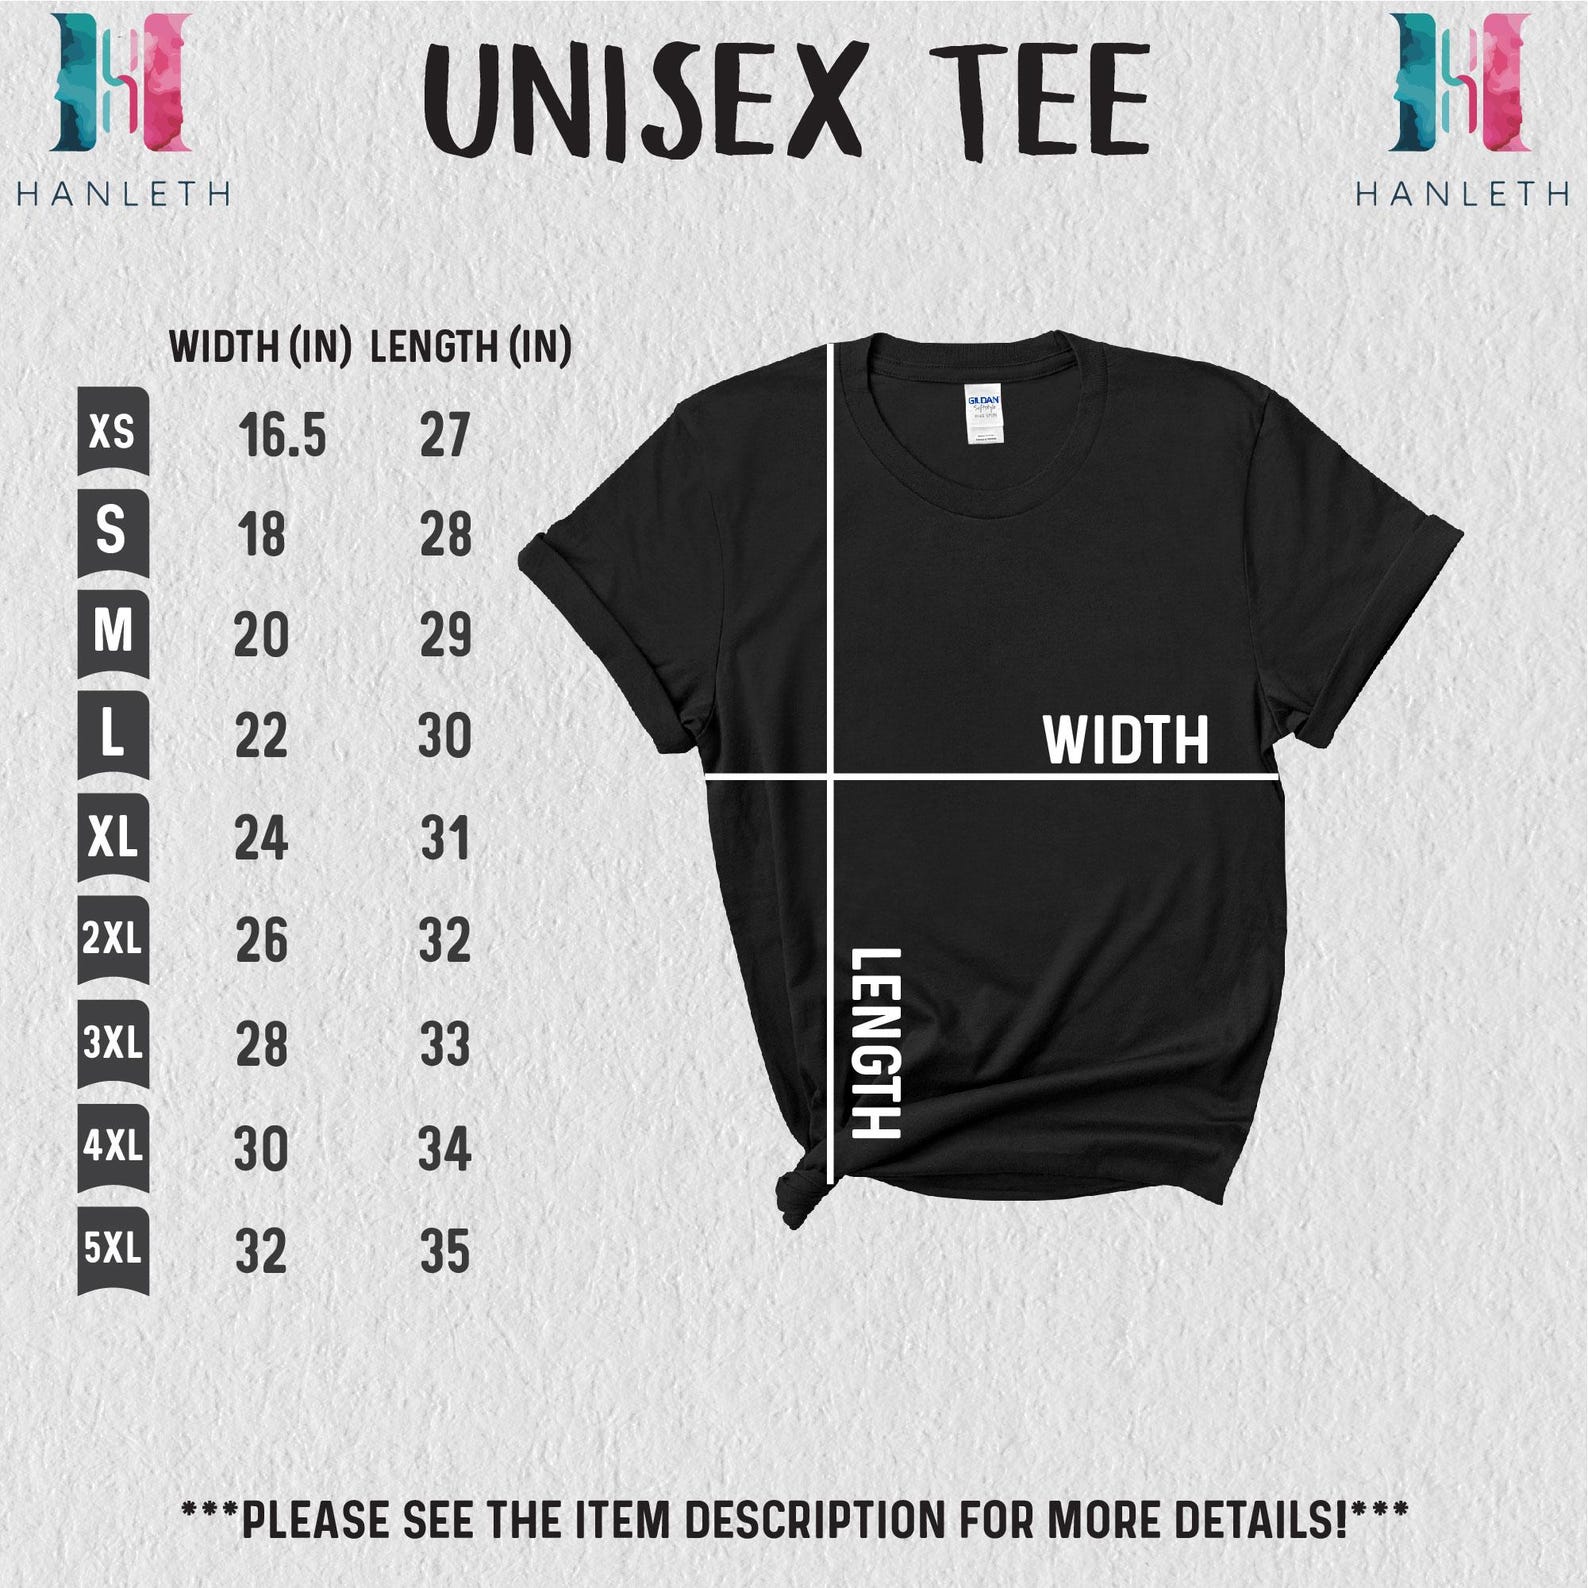 HANLETH
UNISEX TEE
HANLETH
WIDTH (IN) LENGTH (IN)
XS 16.5 27
S 18 28
M 20 29
L 22 30
XL 24 31
2XL 26 32
3XL 28 33
4XL 30 34
5XL 32 35
GILDAN
Softstyle
WIDTH
LENGTH
***PLEASE SEE THE ITEM DESCRIPTION FOR MORE DETAILS!***